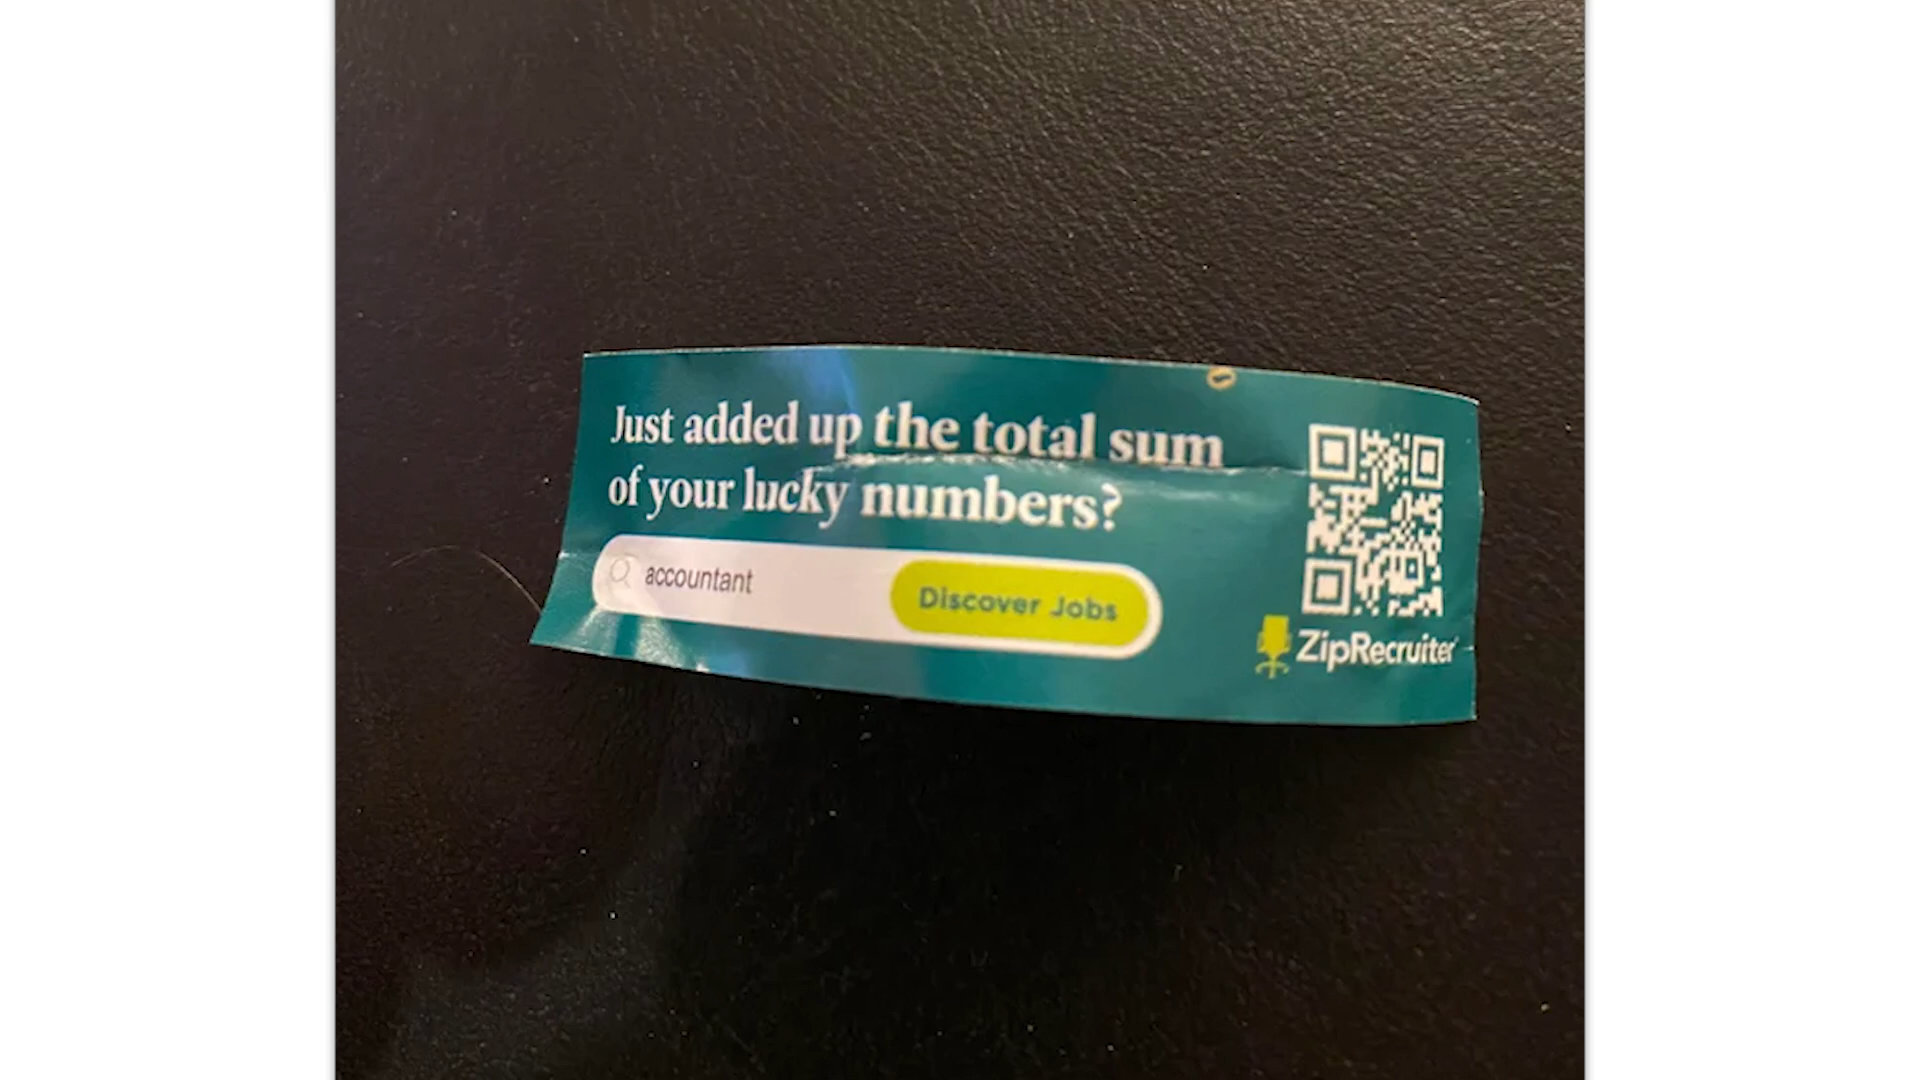 Just added up the total sum
of your lucky numbers?
accountant
Discover Jobs
ZipRecruiter